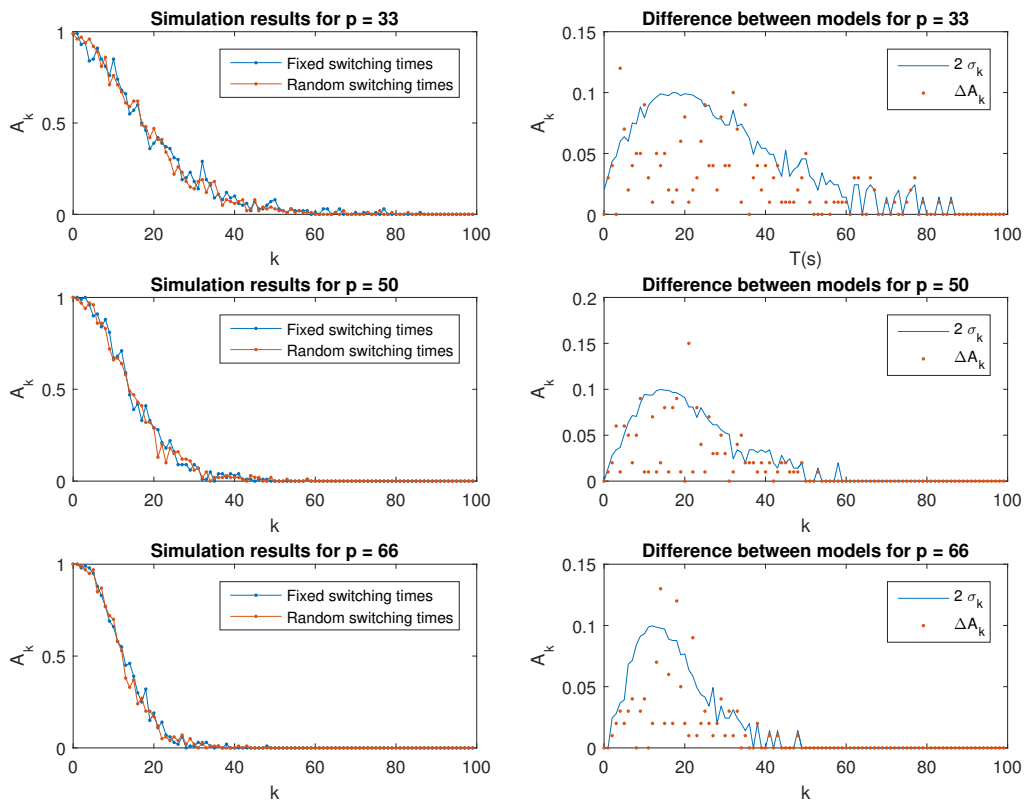 Simulation results for p = 33
1
0.5
0
A_k
0 20 40 60 80 100
k
Fixed switching times
Random switching times
Difference between models for p = 33
0.15
0.1
0.05
0
A_k
0 20 40 60 80 100
T(s)
2 σ_k
ΔA_k
Simulation results for p = 50
1
0.5
0
A_k
0 20 40 60 80 100
k
Fixed switching times
Random switching times
Difference between models for p = 50
0.2
0.15
0.1
0.05
0
A_k
0 20 40 60 80 100
k
2 σ_k
ΔA_k
Simulation results for p = 66
1
0.5
0
A_k
0 20 40 60 80 100
k
Fixed switching times
Random switching times
Difference between models for p = 66
0.15
0.1
0.05
0
A_k
0 20 40 60 80 100
k
2 σ_k
ΔA_k